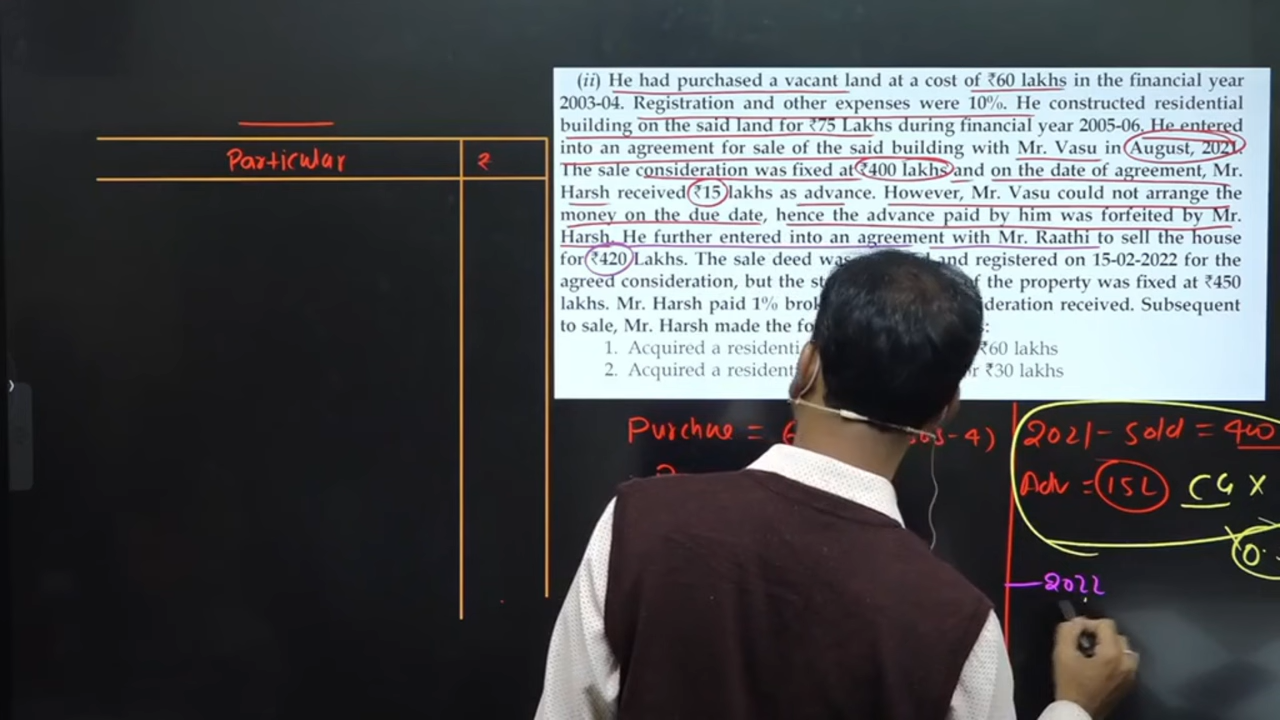 Particular
₹
(ii) He had purchased a vacant land at a cost of ₹60 lakhs in the financial year
2003-04. Registration and other expenses were 10%. He constructed residential
building on the said land for ₹75 Lakhs during financial year 2005-06. He entered
into an agreement for sale of the said building with Mr. Vasu in August, 2021.
The sale consideration was fixed at ₹400 lakhs and on the date of agreement, Mr.
Harsh received ₹15 lakhs as advance. However, Mr. Vasu could not arrange the
money on the due date, hence the advance paid by him was forfeited by Mr.
Harsh. He further entered into an agreement with Mr. Raathi to sell the house
for ₹420 Lakhs. The sale deed was and registered on 15-02-2022 for the
agreed consideration, but the of the property was fixed at ₹450
lakhs. Mr. Harsh paid 1% received. Subsequent
to sale, Mr. Harsh made the
1. Acquired a ₹60 lakhs
2. Acquired a ₹30 lakhs
Purchase =
-4)
2021 - Sold = 400
Adv = 15L CG X
2022